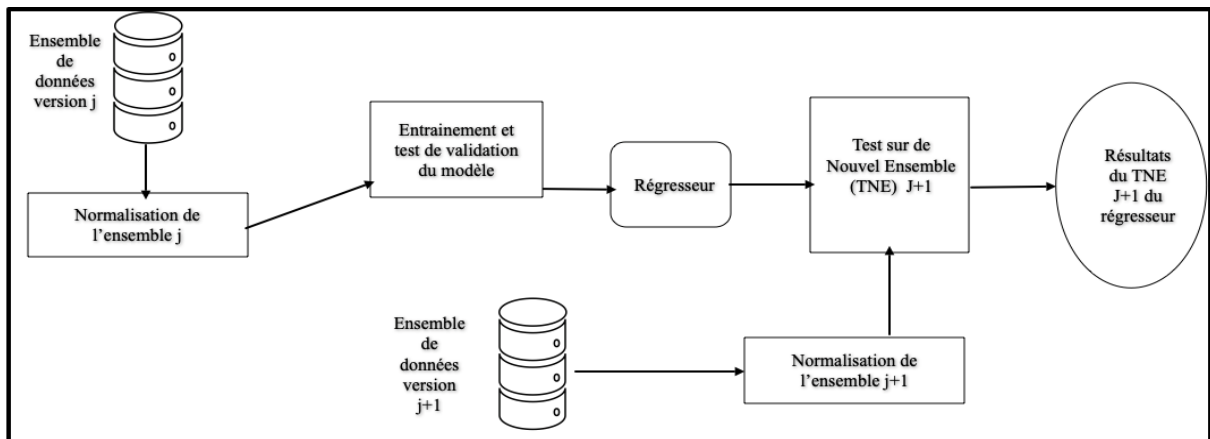 Ensemble
de
données
version j
Normalisation de
l'ensemble j
Entrainement et
test de validation
du modèle
Régresseur
Test sur de
Nouvel Ensemble
(TNE) J+1
Résultats
du TNE
J+1 du
régresseur
Ensemble
de
données
version
j+1
Normalisation de
l'ensemble j+1